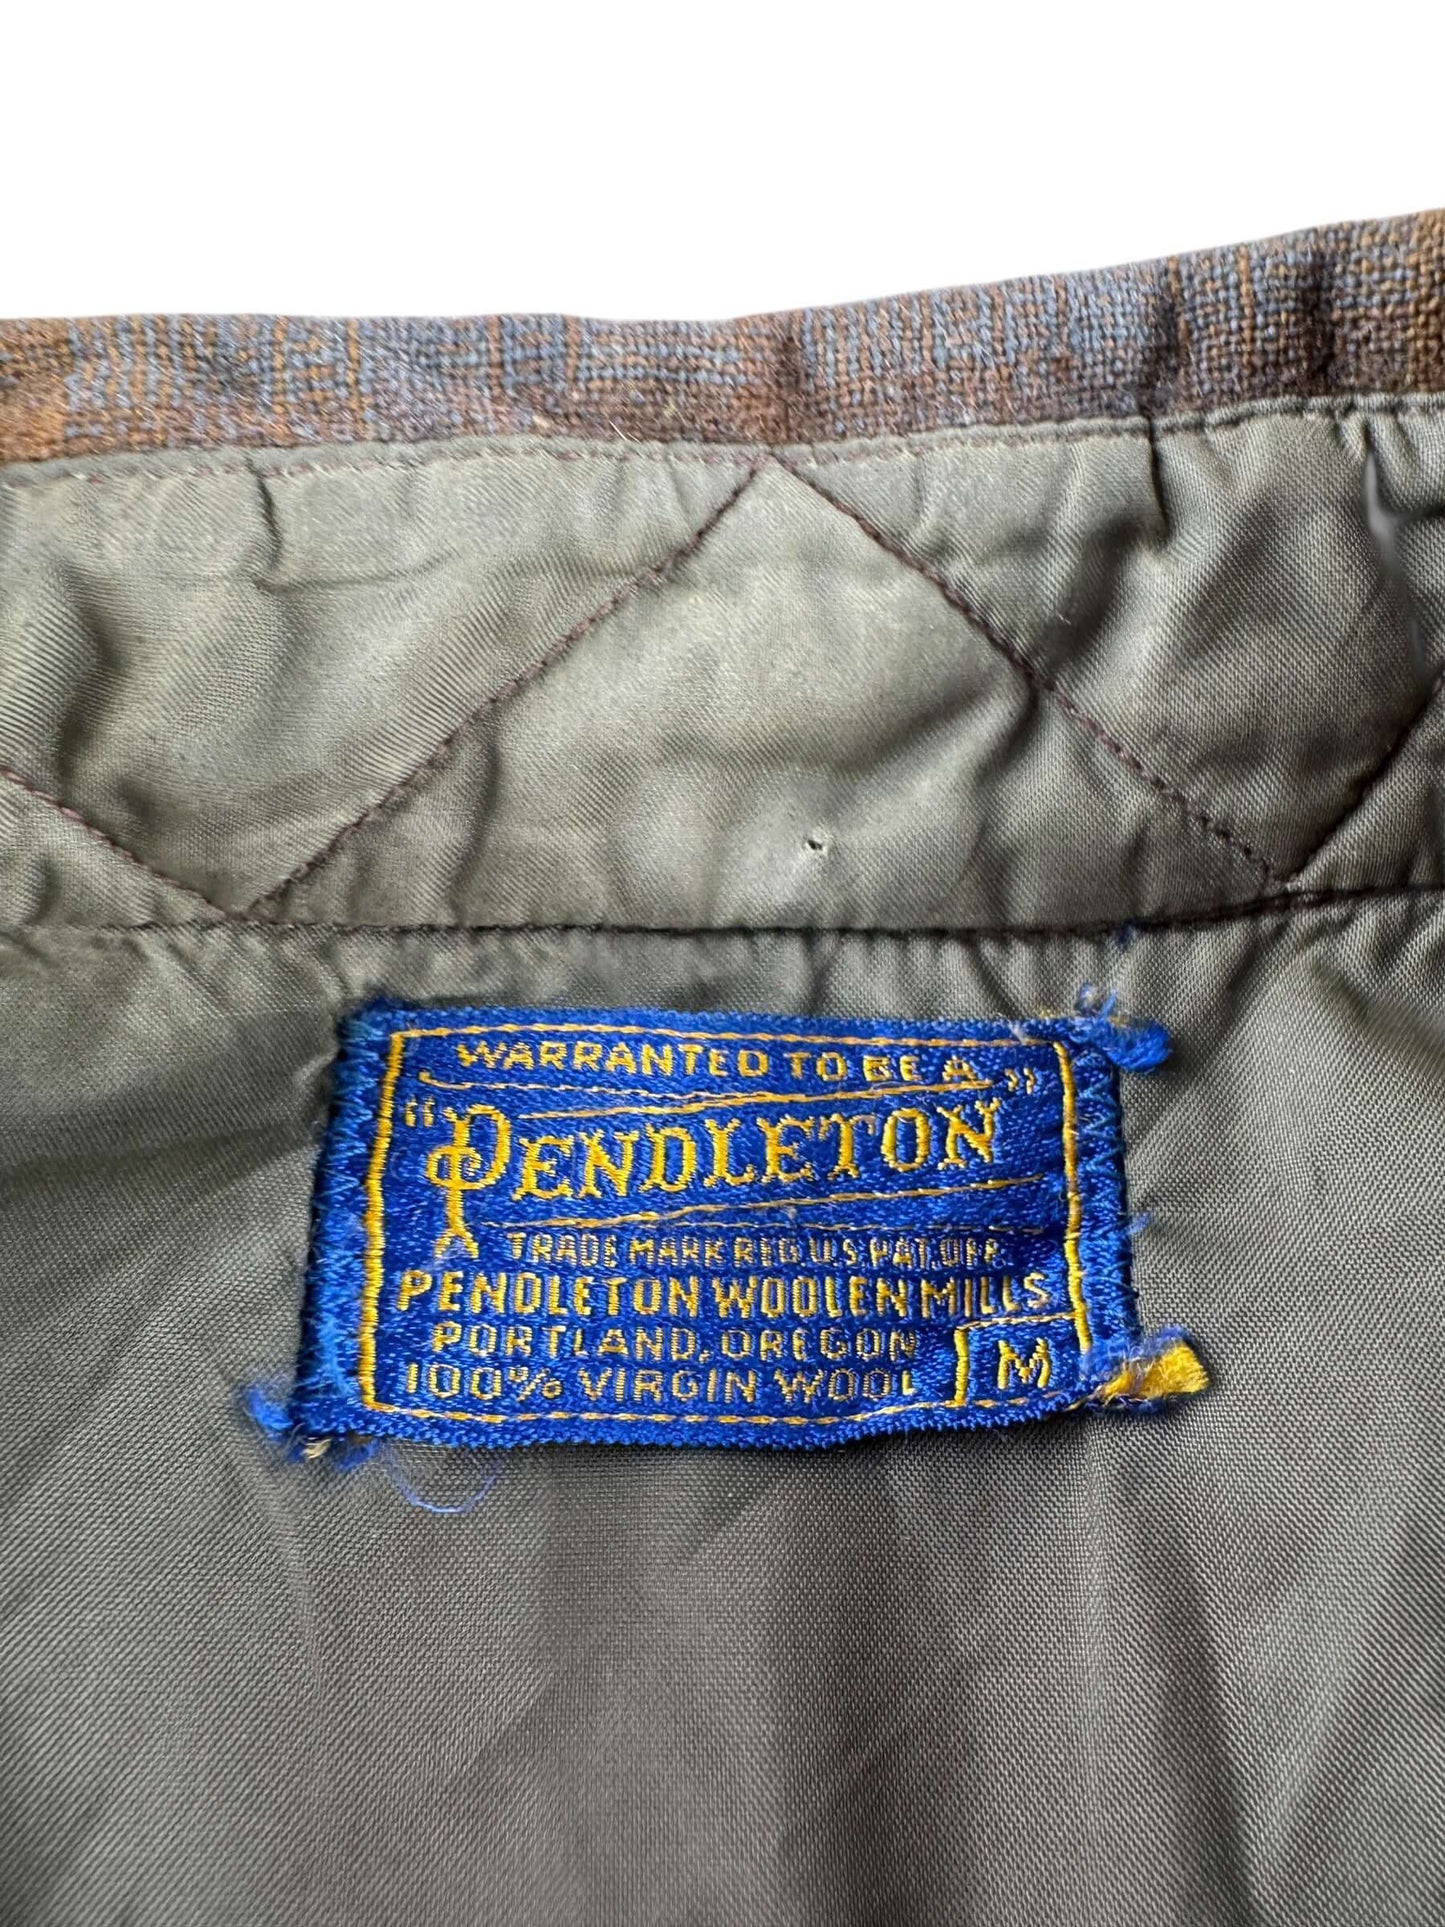 WARRANTED TO BE A
"PENDLETON"
TRADE MARK REG. U.S. PAT. OFF.
PENDLETON WOOLEN MILLS
PORTLAND, OREGON
100% VIRGIN WOOL M